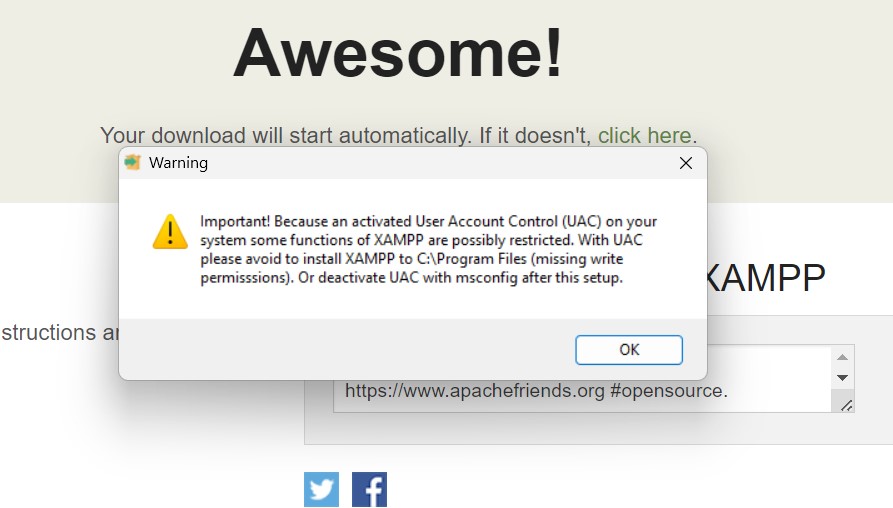 Awesome!
Your download will start automatically. If it doesn't, click here.
Warning
Important! Because an activated User Account Control (UAC) on your
system some functions of XAMPP are possibly restricted. With UAC
please avoid to install XAMPP to C:\Program Files (missing write
permisssions). Or deactivate UAC with msconfig after this setup.
XAMPP
structions
OK
https://www.apachefriends.org #opensource.